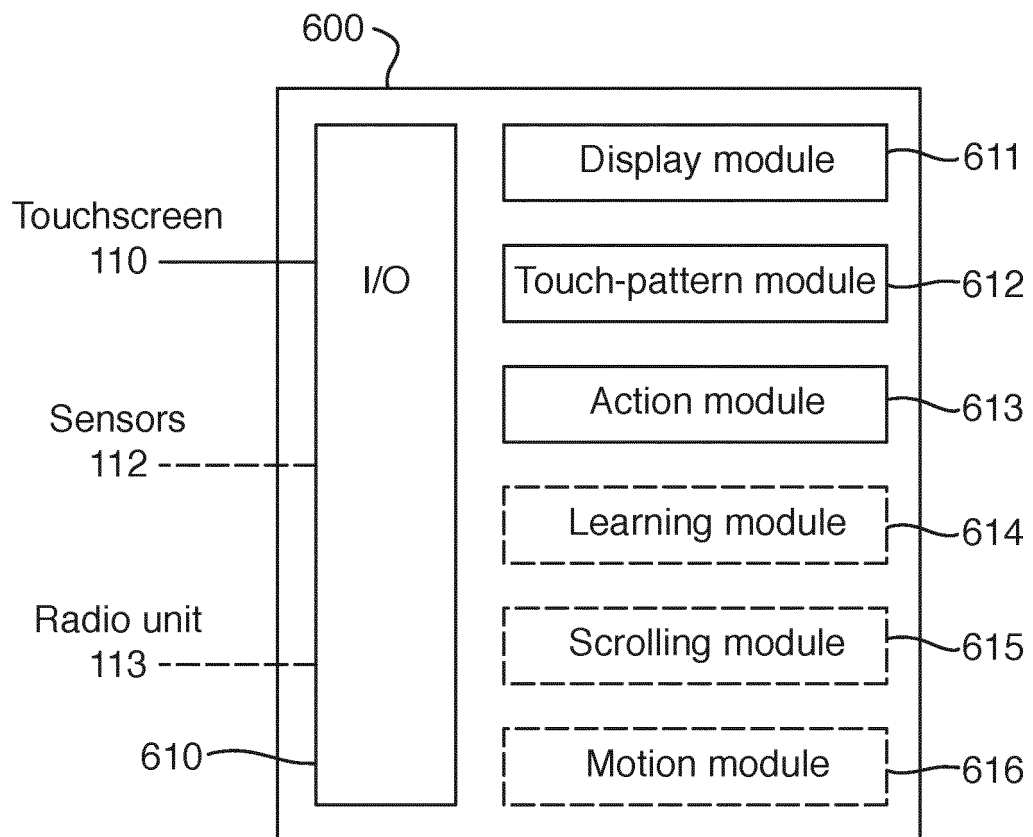 600
Display module
611
Touchscreen
110
I/O
Touch-pattern module
612
Action module
613
Sensors
112
Learning module
614
Radio unit
113
Scrolling module
615
610
Motion module
616